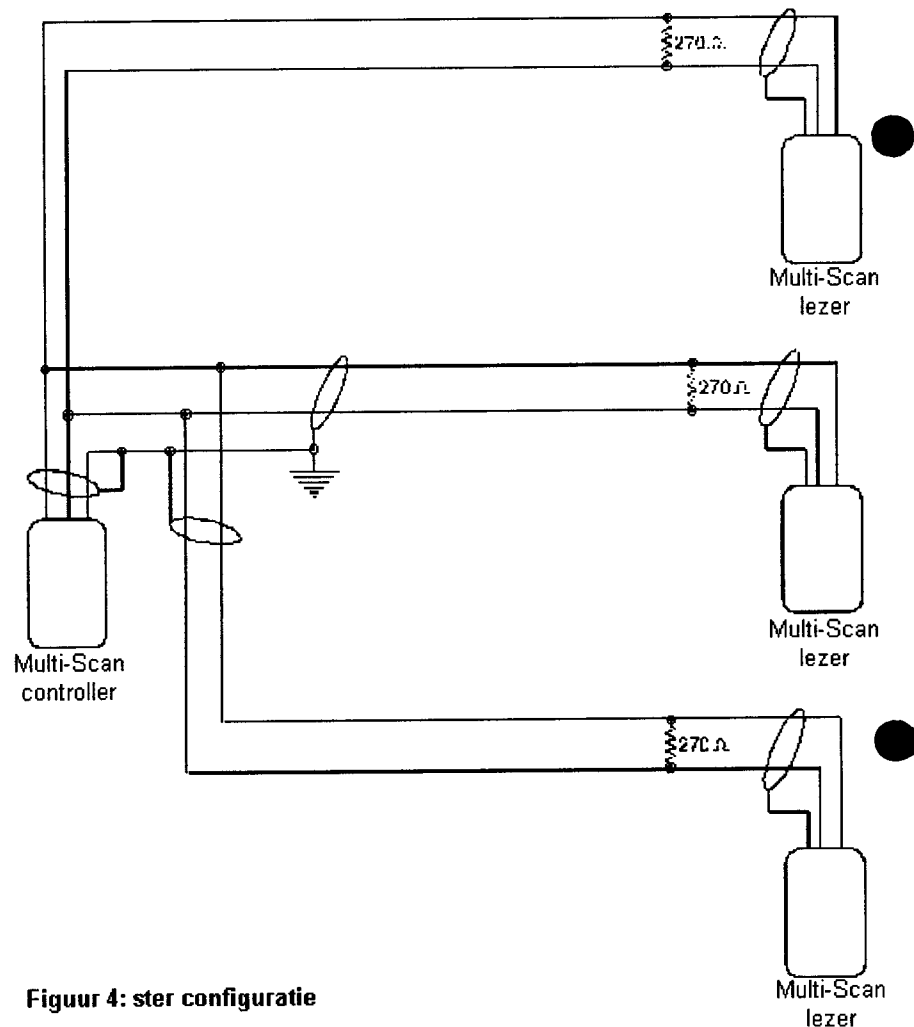 270Ω
Multi-Scan
lezer
270Ω
Multi-Scan
lezer
Multi-Scan
controller
270Ω
Multi-Scan
lezer
Figuur 4: ster configuratie